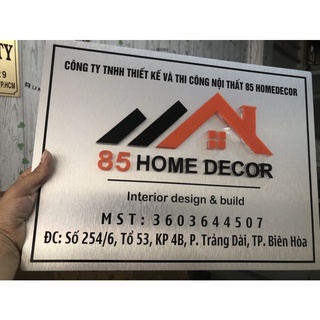 CÔNG TY TNHH THIẾT KẾ VÀ THI CÔNG NỘI THẤT 85 HOMEDECOR
85 HOME DECOR
Interior design & build
MST: 3603644507
ĐC: Số 254/6, Tổ 53, KP 4B, P. Trảng Dài, TP. Biên Hòa